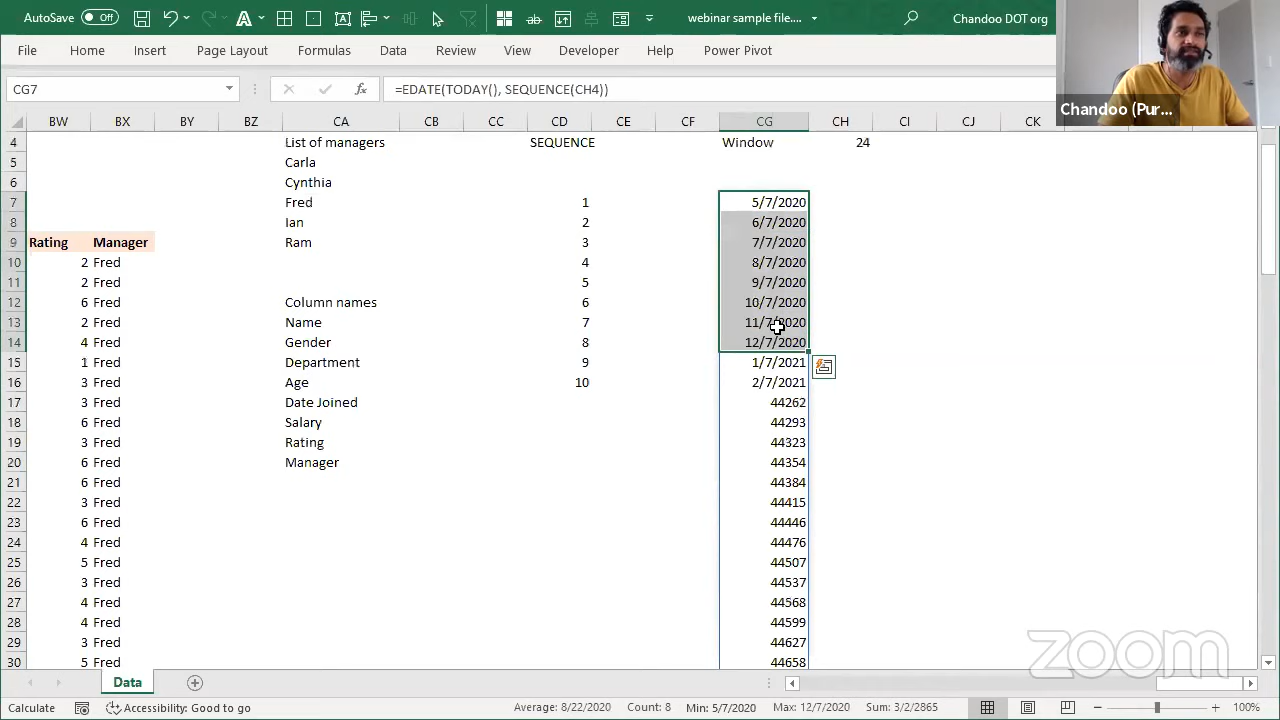 AutoSave Off webinar sample file.... Chandoo DOT org
File Home Insert Page Layout Formulas Data Review View Developer Help Power Pivot
CG7 fx =EDATE(TODAY(), SEQUENCE(CH4))
Chandoo (Pur...
BW BX BY BZ CA CB CC CD CE CF CG CH CI CJ CK
4 List of managers SEQUENCE Window 24
5 Carla
6 Cynthia
7 Fred 1 5/7/2020
8 Ian 2 6/7/2020
9 Rating Manager Ram 3 7/7/2020
10 2 Fred 4 8/7/2020
11 2 Fred 5 9/7/2020
12 6 Fred Column names 6 10/7/2020
13 2 Fred Name 7 11/7/2020
14 4 Fred Gender 8 12/7/2020
15 1 Fred Department 9 1/7/2021
16 3 Fred Age 10 2/7/2021
17 3 Fred Date Joined 44262
18 6 Fred Salary 44293
19 3 Fred Rating 44323
20 6 Fred Manager 44354
21 6 Fred 44384
22 3 Fred 44415
23 6 Fred 44446
24 4 Fred 44476
25 5 Fred 44507
26 3 Fred 44537
27 4 Fred 44568
28 4 Fred 44599
29 3 Fred 44627
30 5 Fred 44658
zoom
Data
Calculate Accessibility: Good to go Average: 8/22/2020 Count: 8 Min: 5/7/2020 Max: 12/7/2020 Sum: 3/2/2865 100%